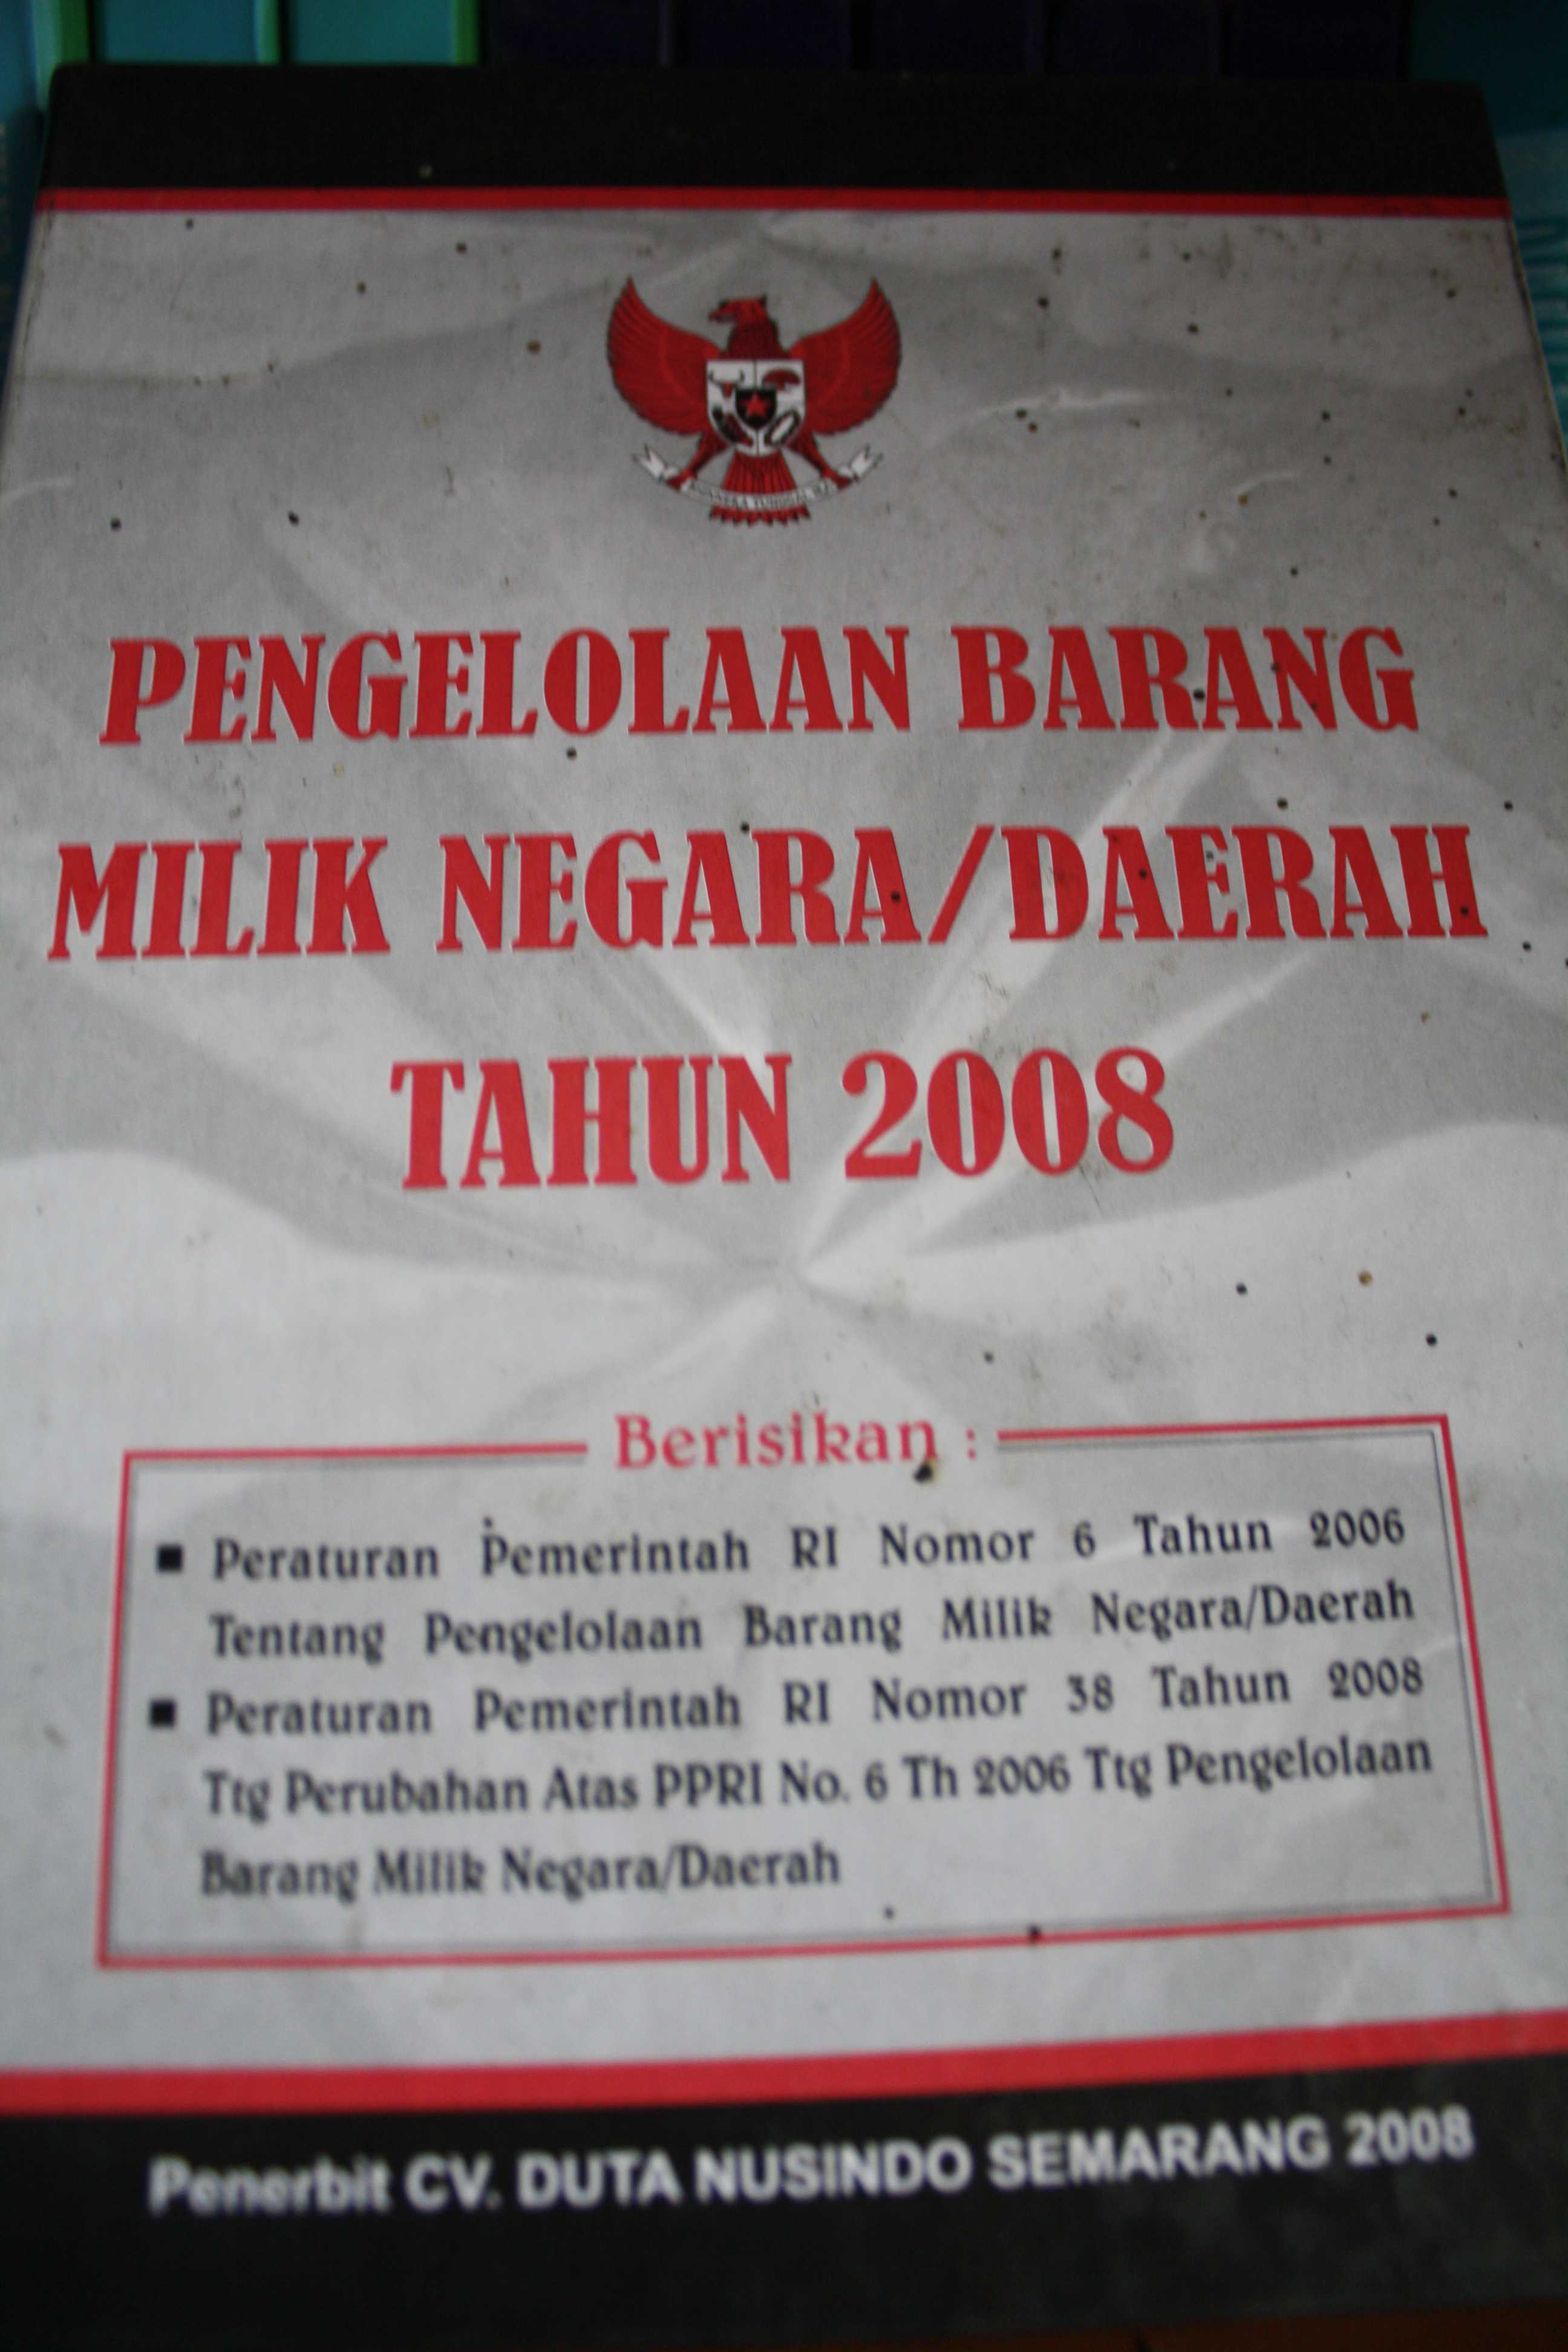 PENGELOLAAN BARANG
MILIK NEGARA/DAERAH
TAHUN 2008
Berisikan :
■ Peraturan Pemerintah RI Nomor 6 Tahun 2006
Tentang Pengelolaan Barang Milik Negara/Daerah
■ Peraturan Pemerintah RI Nomor 38 Tahun 2008
Ttg Perubahan Atas PPRI No. 6 Th 2006 Ttg Pengelolaan
Barang Milik Negara/Daerah
Penerbit CV. DUTA NUSINDO SEMARANG 2008